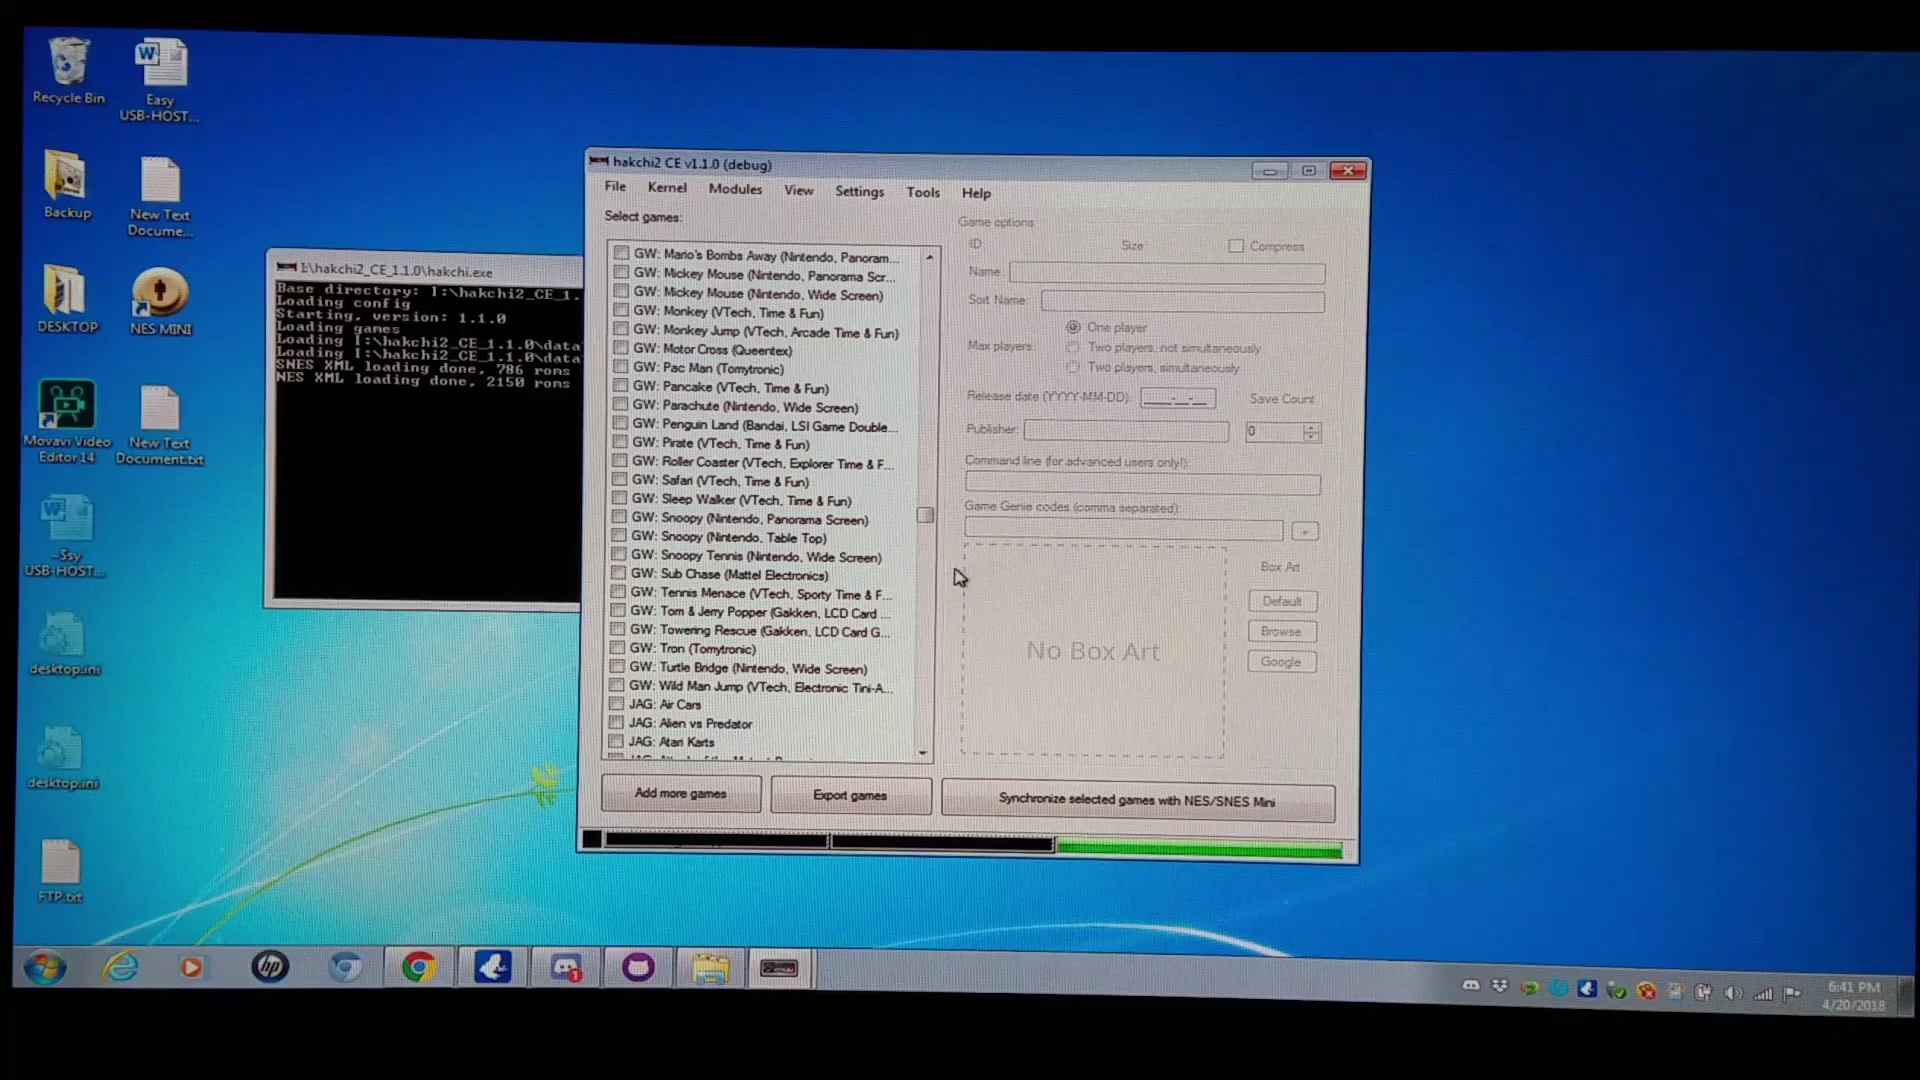 Recycle Bin
Easy
USB-HOST...
Backup
New Text
Docume...
DESKTOP
NES MINI
Movavi Video
Editor 14
New Text
Document.txt
~Ssy
USB-HOST...
desktop.ini
desktop.ini
FTP.txt
I:\hakchi2_CE_1.1.0\hakchi.exe
Base directory: I:\hakchi2_CE_1.
Loading config
Starting, version: 1.1.0
Loading games
Loading I:\hakchi2_CE_1.1.0\data
Loading I:\hakchi2_CE_1.1.0\data
SNES XML loading done, 786 roms
NES XML loading done, 2150 roms
hakchi2 CE v1.1.0 (debug)
File Kernel Modules View Settings Tools Help
Select games:
GW: Mario's Bombs Away (Nintendo, Panoram...
GW: Mickey Mouse (Nintendo, Panorama Scr...
GW: Mickey Mouse (Nintendo, Wide Screen)
GW: Monkey (VTech, Time & Fun)
GW: Monkey Jump (VTech, Arcade Time & Fun)
GW: Motor Cross (Queentex)
GW: Pac Man (Tomytronic)
GW: Pancake (VTech, Time & Fun)
GW: Parachute (Nintendo, Wide Screen)
GW: Penguin Land (Bandai, LSI Game Double...
GW: Pirate (VTech, Time & Fun)
GW: Roller Coaster (VTech, Explorer Time & F...
GW: Safari (VTech, Time & Fun)
GW: Sleep Walker (VTech, Time & Fun)
GW: Snoopy (Nintendo, Panorama Screen)
GW: Snoopy (Nintendo, Table Top)
GW: Snoopy Tennis (Nintendo, Wide Screen)
GW: Sub Chase (Mattel Electronics)
GW: Tennis Menace (VTech, Sporty Time & F...
GW: Tom & Jerry Popper (Gakken, LCD Card ...
GW: Towering Rescue (Gakken, LCD Card G...
GW: Tron (Tomytronic)
GW: Turtle Bridge (Nintendo, Wide Screen)
GW: Wild Man Jump (VTech, Electronic Tini-A...
JAG: Air Cars
JAG: Alien vs Predator
JAG: Atari Karts
Game options
ID: Size: Compress
Name:
Sort Name:
One player
Max players: Two players, not simultaneously
Two players, simultaneously
Release date (YYYY-MM-DD): ____-__-__ Save Count
Publisher: 0
Command line (for advanced users only!):
Game Genie codes (comma separated):
Box Art
Default
Browse
Google
No Box Art
Add more games
Export games
Synchronize selected games with NES/SNES Mini
hp
1
6:41 PM
4/20/2018